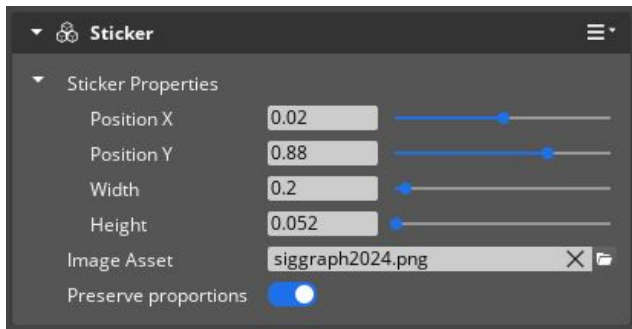 Sticker
Sticker Properties
Position X 0.02
Position Y 0.88
Width 0.2
Height 0.052
Image Asset siggraph2024.png
Preserve proportions